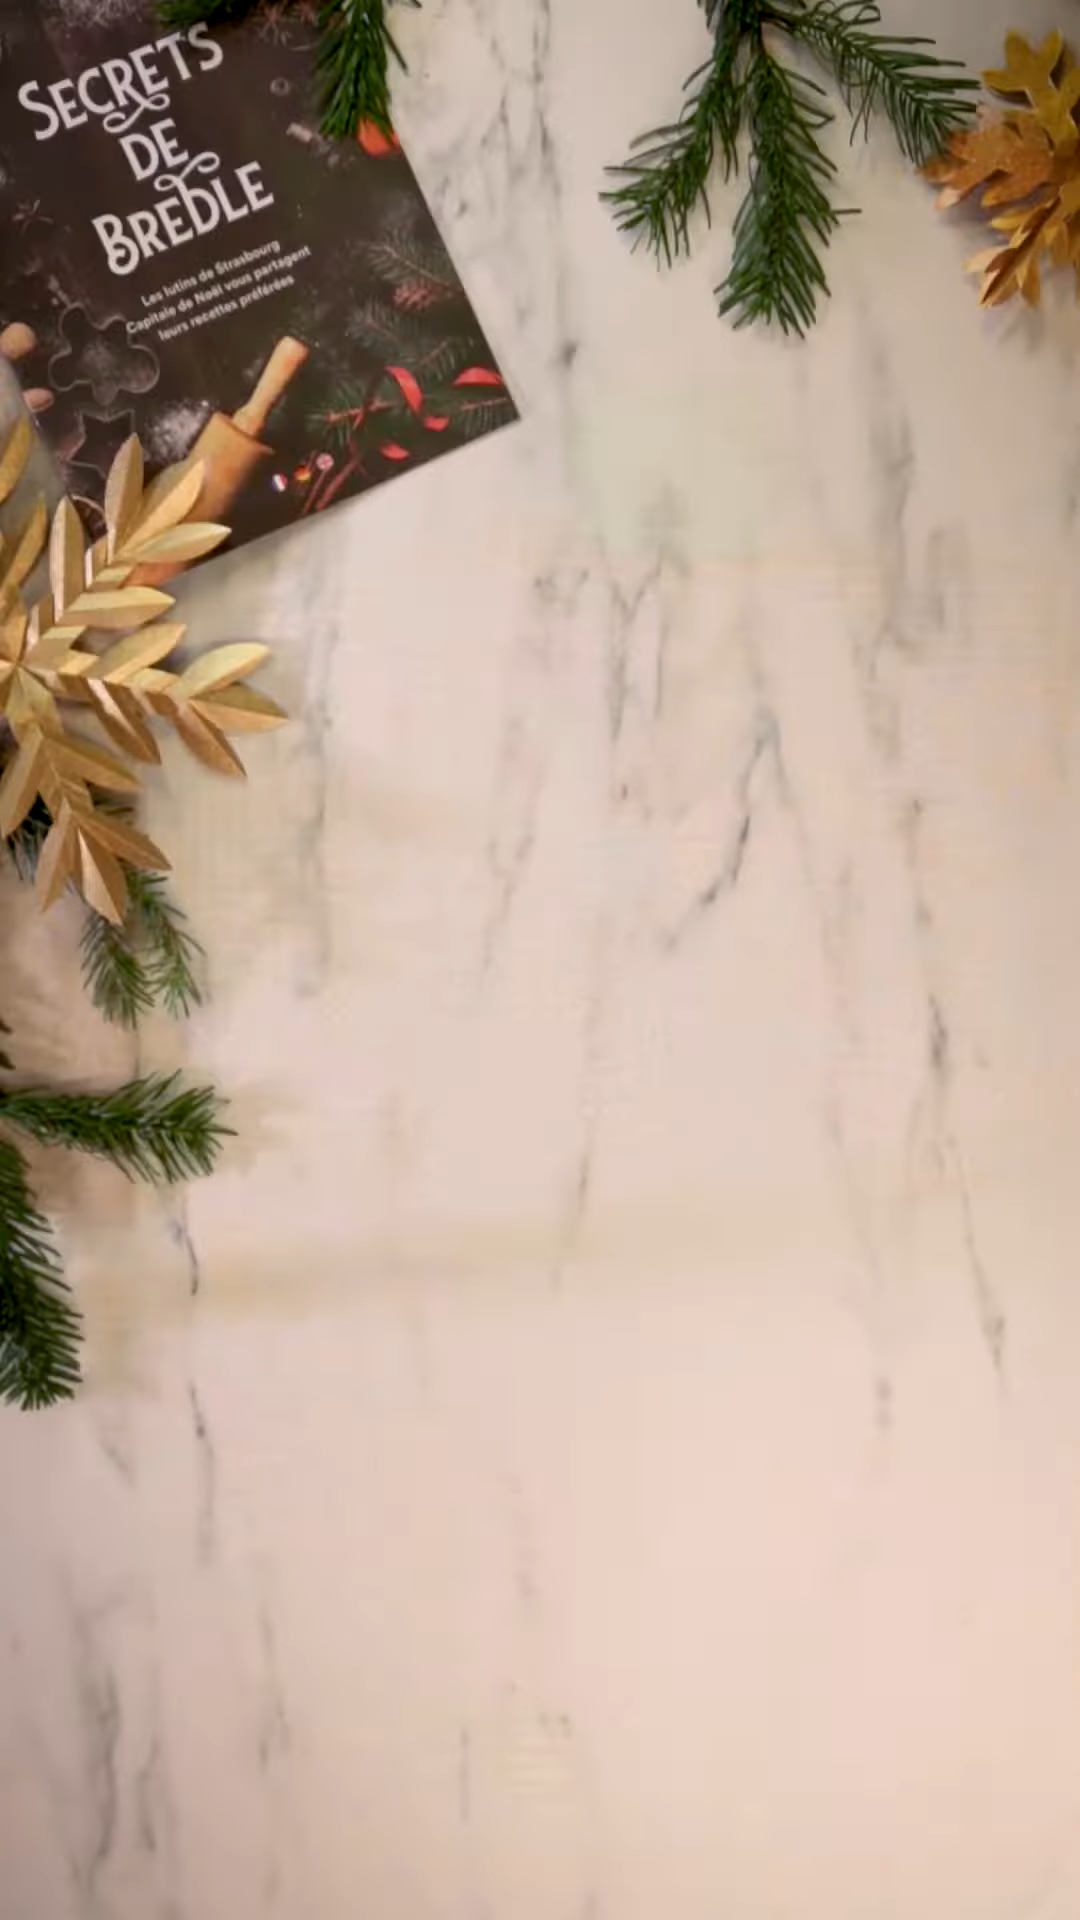 SECRETS
DE
BREDLE
Les lutins de Strasbourg
Capitale de Noël vous partagent
leurs recettes préférées